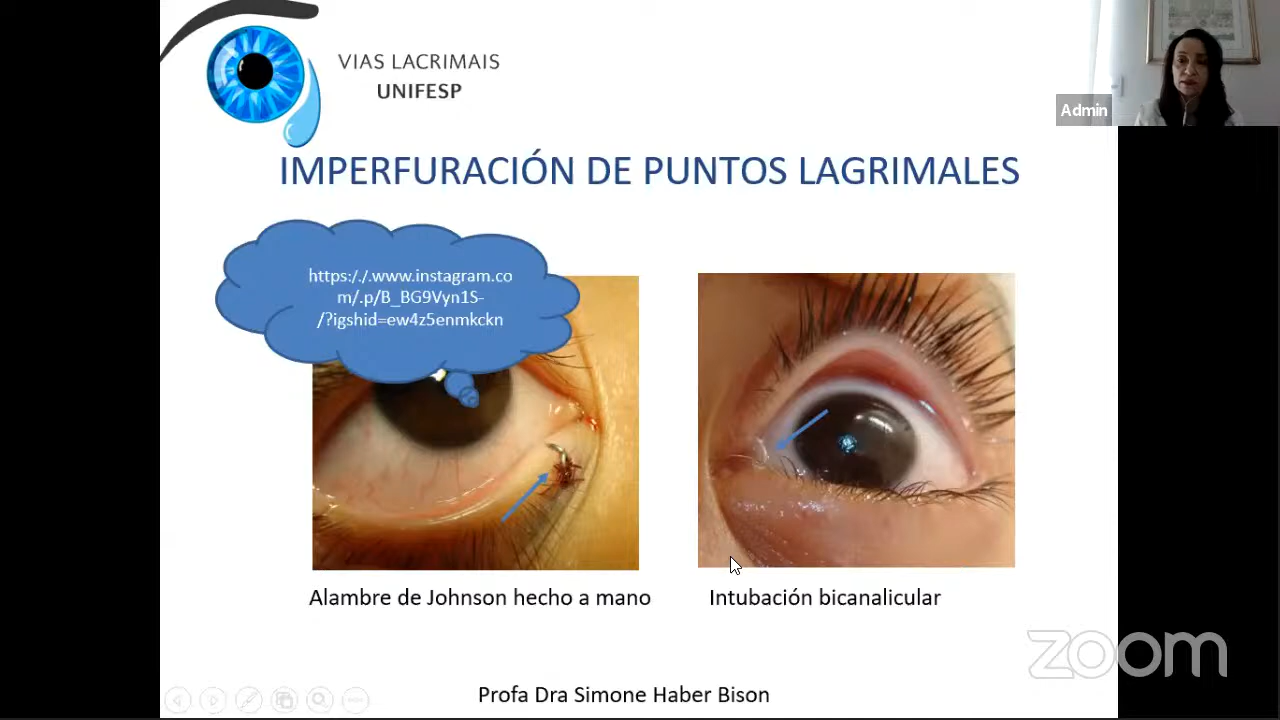 VIAS LACRIMAIS
UNIFESP
Admin
IMPERFURACIÓN DE PUNTOS LAGRIMALES
https:/./.www.instagram.co
m/.p/B_BG9Vyn1S-
/?igshid=ew4z5enmkckn
Alambre de Johnson hecho a mano
Intubación bicanalicular
zoom
Profa Dra Simone Haber Bison